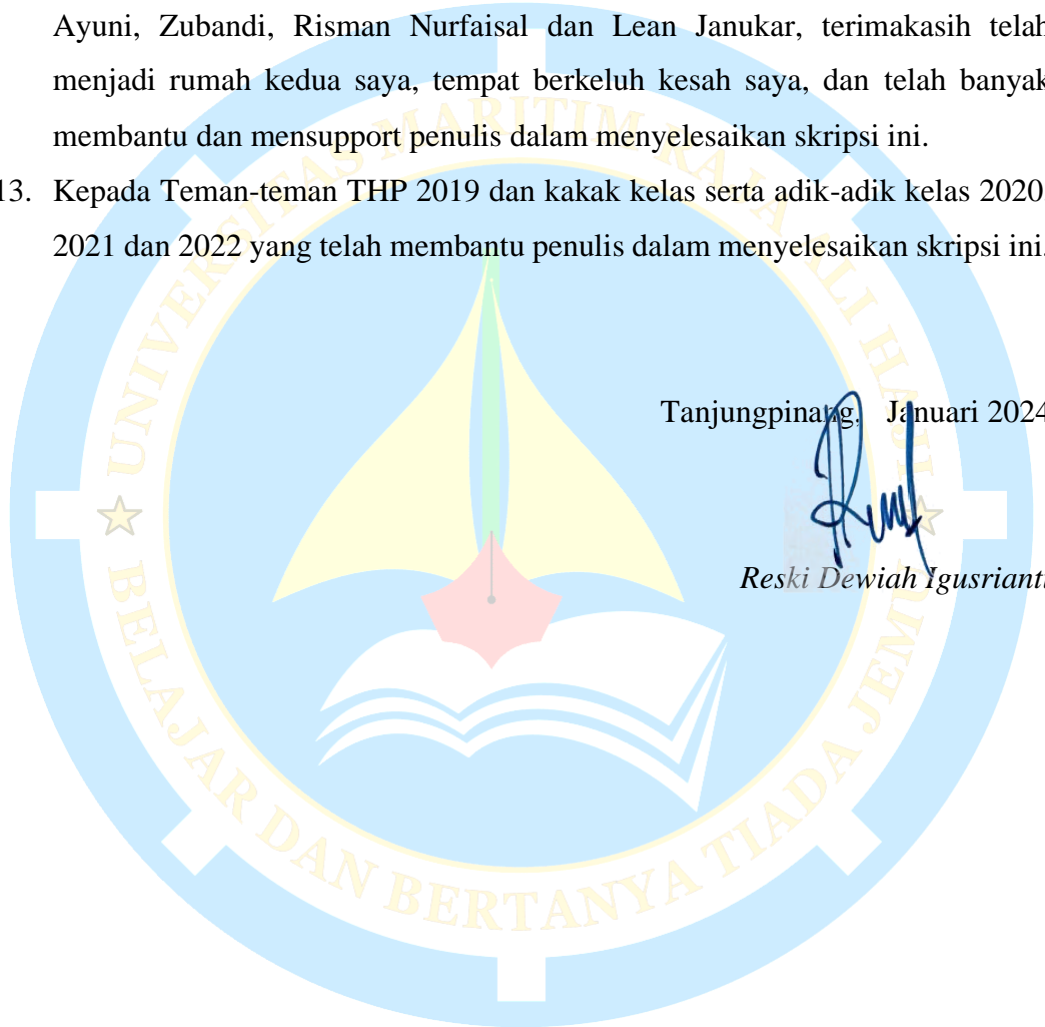 Ayuni, Zubandi, Risman Nurfaisal dan Lean Janukar, terimakasih telah
menjadi rumah kedua saya, tempat berkeluh kesah saya, dan telah banyak
membantu dan mensupport penulis dalam menyelesaikan skripsi ini.
13. Kepada Teman-teman THP 2019 dan kakak kelas serta adik-adik kelas 2020
2021 dan 2022 yang telah membantu penulis dalam menyelesaikan skripsi ini.
Tanjungpinang, Januari 2024
Reski Dewiah Igusrianti
UNIVERSITAS MARITIM RAJA ALI HAJI
BELAJAR DAN BERTANYA TIADA JEMU